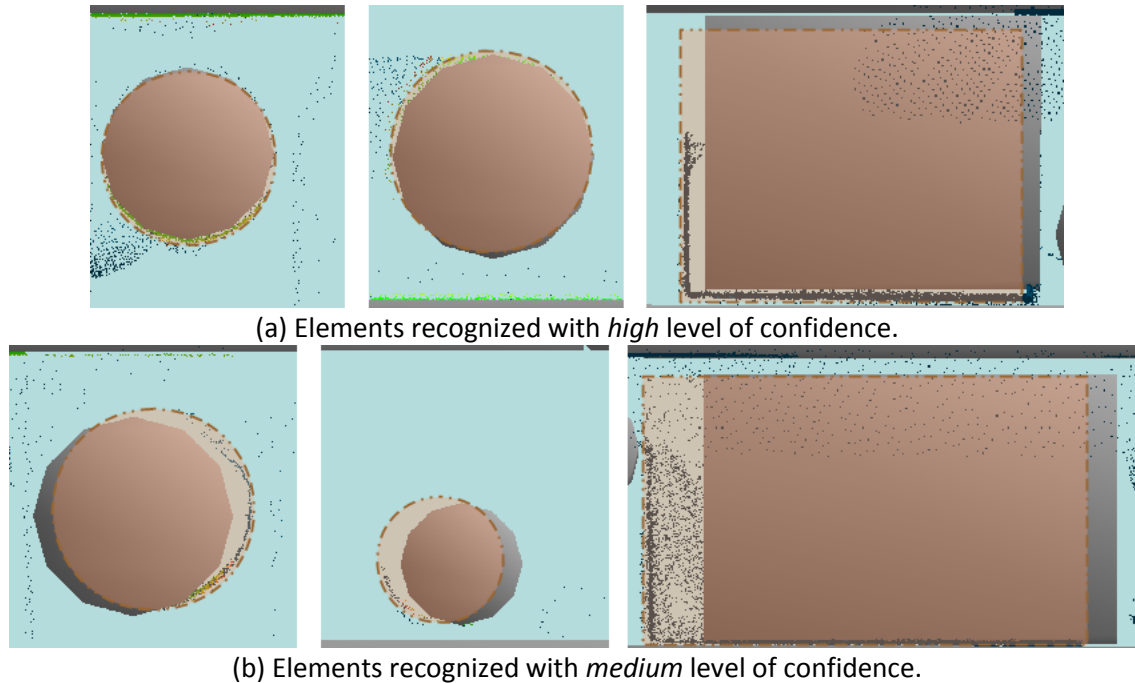 (a) Elements recognized with high level of confidence.
(b) Elements recognized with medium level of confidence.